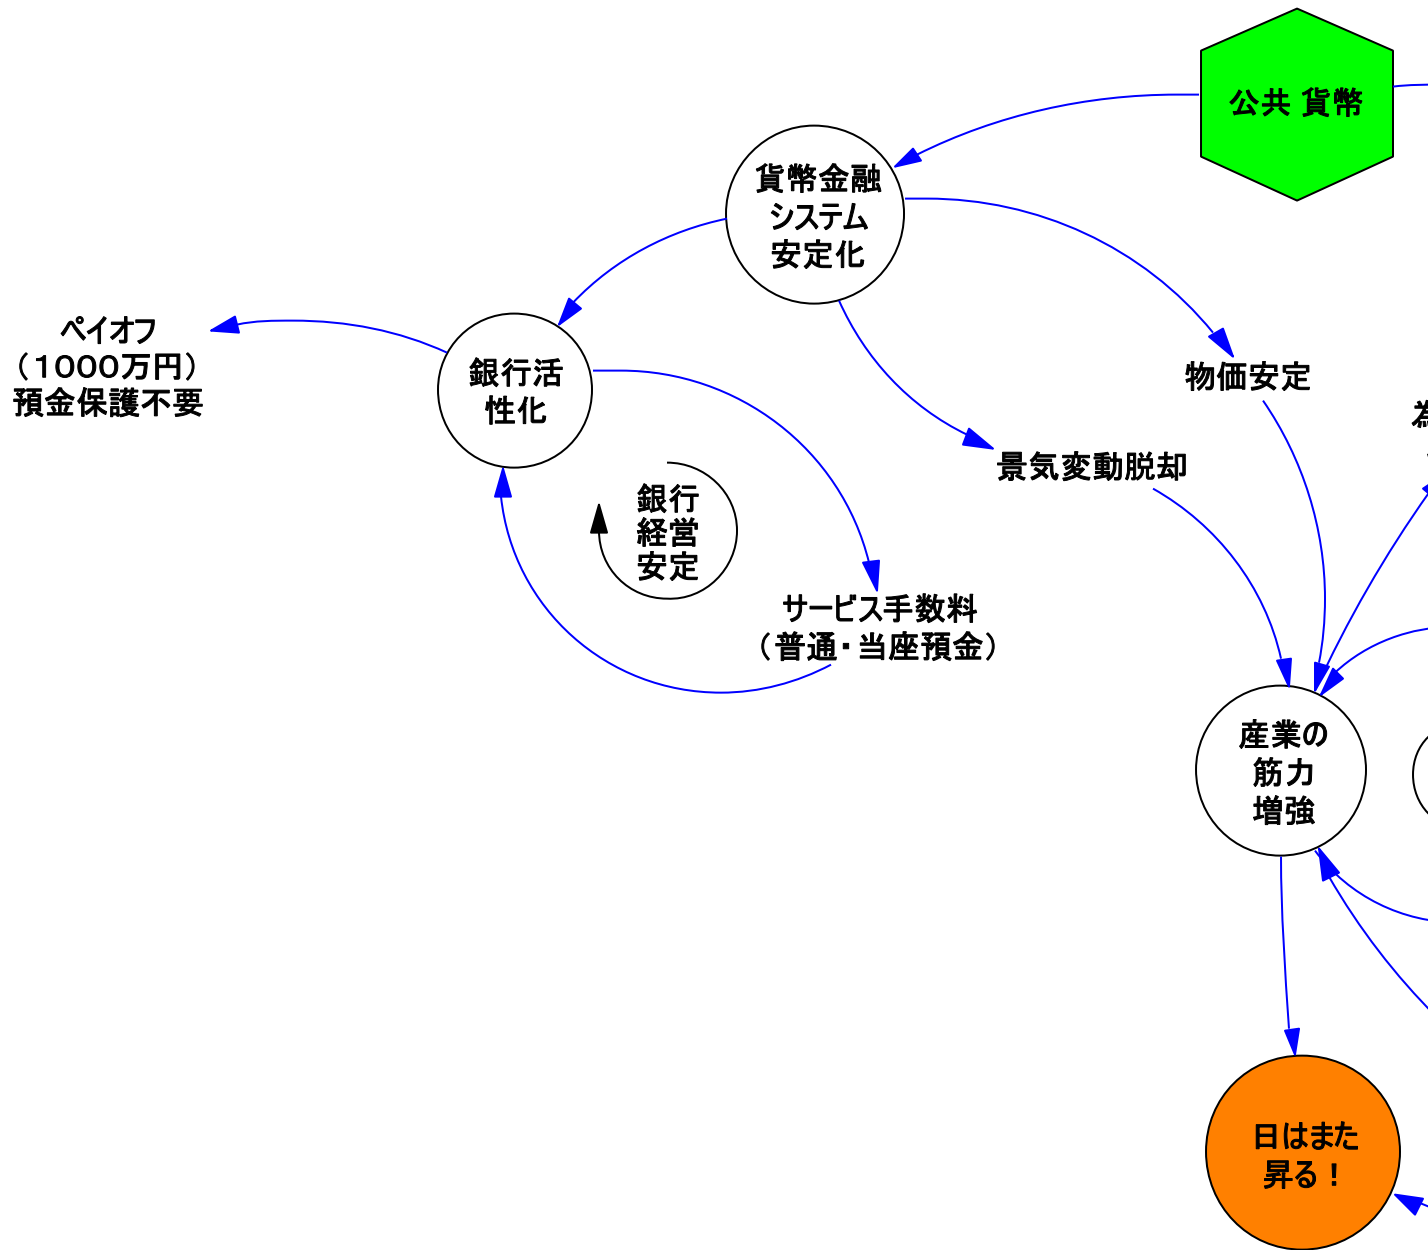 公共 貨幣
貨幣金融
システム
安定化
ペイオフ
（1000万円）
預金保護不要
銀行活
性化
物価安定
景気変動脱却
銀行
経営
安定
サービス手数料
（普通・当座預金）
産業の
筋力
増強
日はまた
昇る！